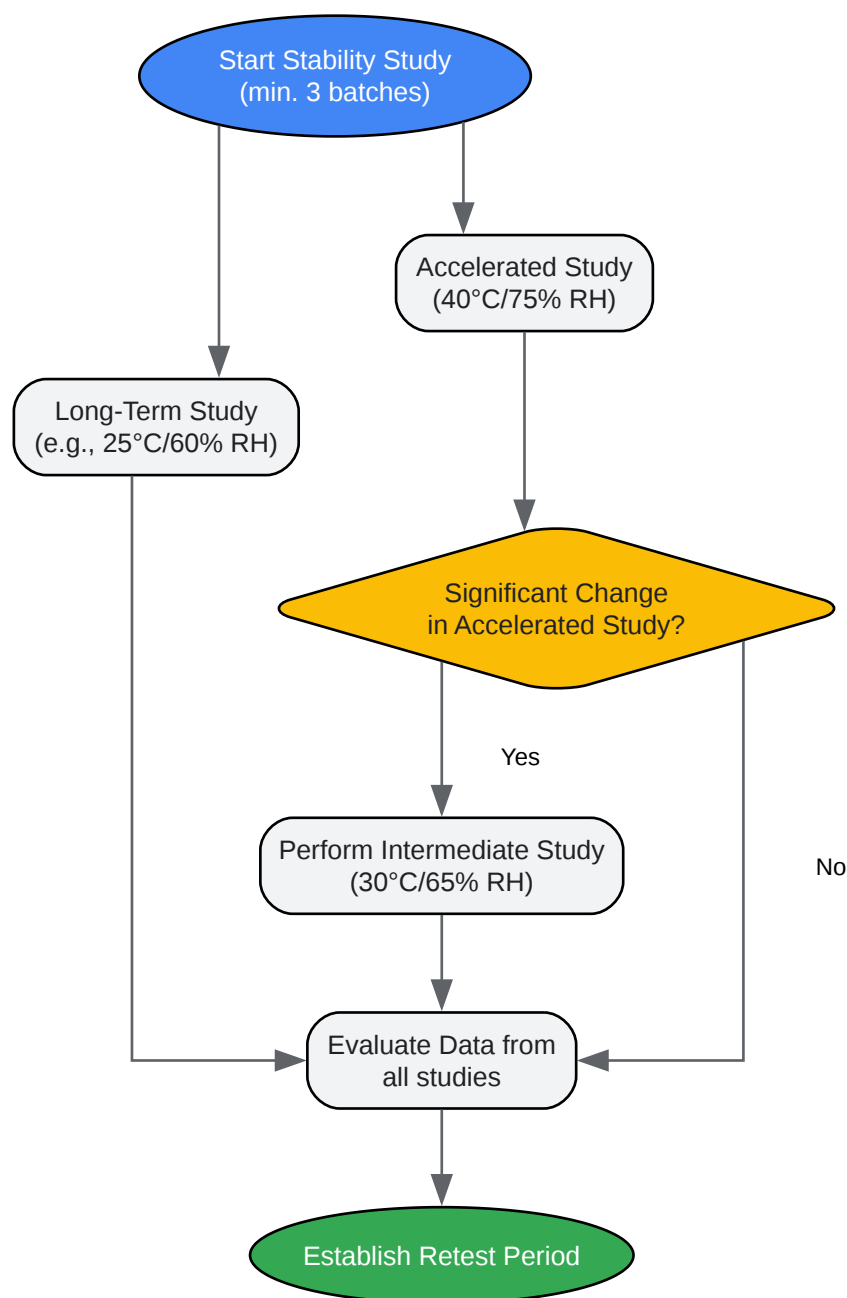 Start Stability Study
(min. 3 batches)
Accelerated Study
(40°C/75% RH)
Long-Term Study
(e.g., 25°C/60% RH)
Significant Change
in Accelerated Study?
Yes
Perform Intermediate Study
(30°C/65% RH)
No
Evaluate Data from
all studies
Establish Retest Period